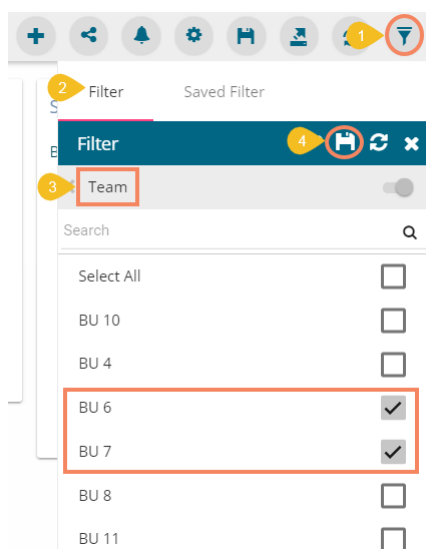 1
2
Filter
Saved Filter
S
B
Filter
4
3
Team
Search
Select All
BU 10
BU 4
BU 6
BU 7
BU 8
BU 11